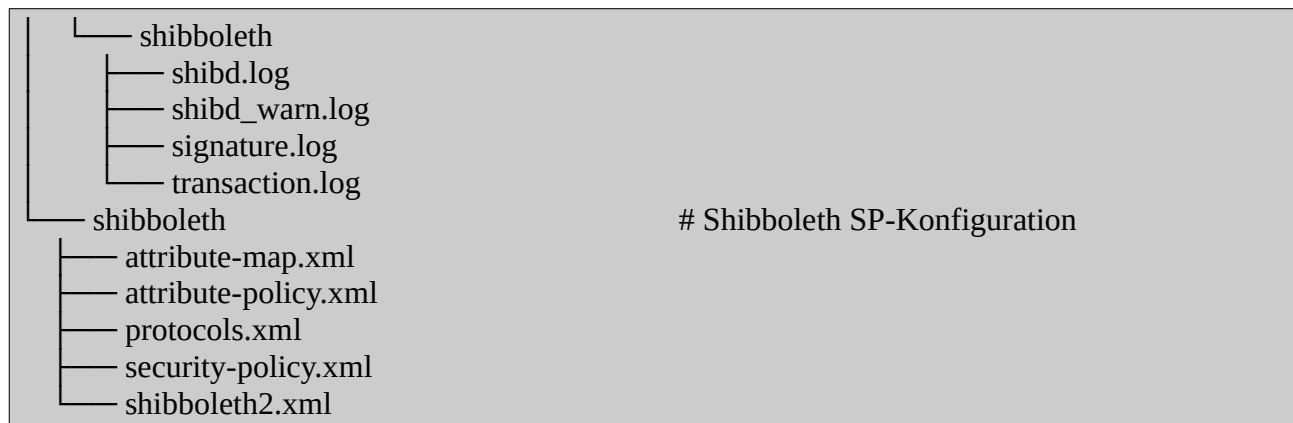 │   └── shibboleth
│       ├── shibd.log
│       ├── shibd_warn.log
│       ├── signature.log
│       └── transaction.log
└── shibboleth # Shibboleth SP-Konfiguration
    ├── attribute-map.xml
    ├── attribute-policy.xml
    ├── protocols.xml
    ├── security-policy.xml
    └── shibboleth2.xml